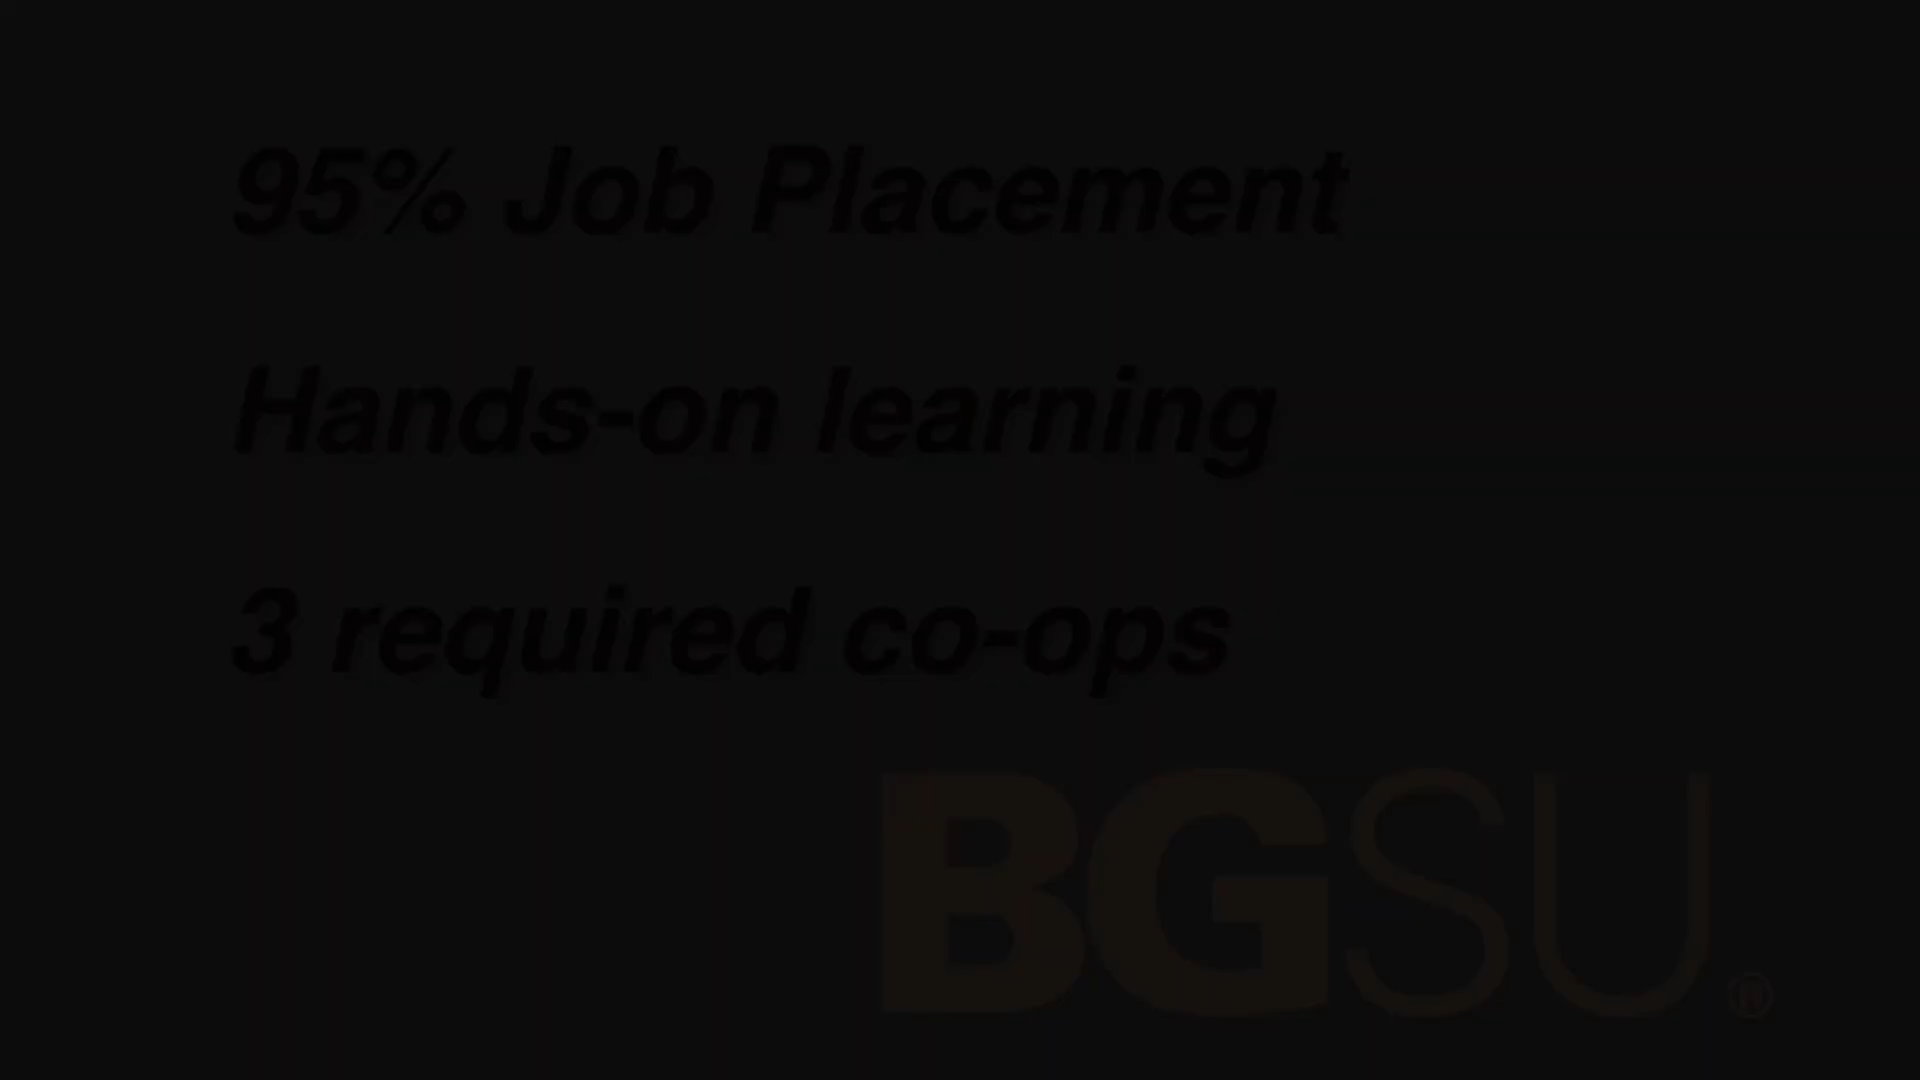 95% Job Placement
Hands-on learning
3 required co-ops
BGSU®